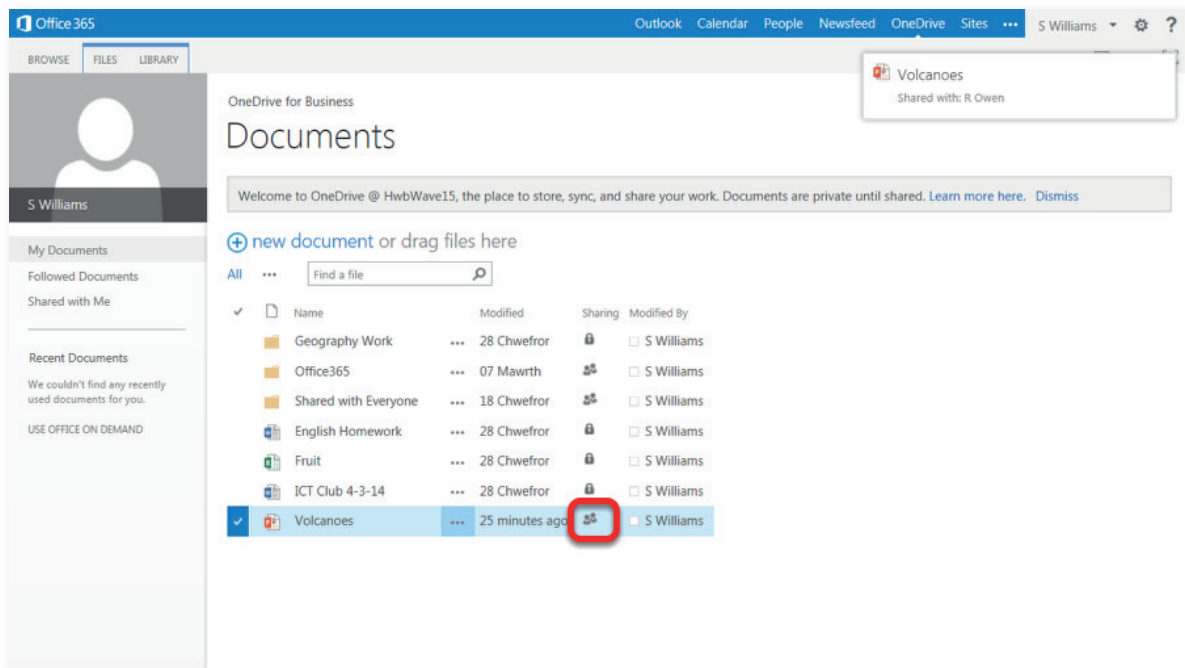 Office 365
Outlook Calendar People Newsfeed OneDrive Sites ••• S Williams ?
BROWSE FILES LIBRARY
Volcanoes
Shared with: R Owen
S Williams
My Documents
Followed Documents
Shared with Me
Recent Documents
We couldn't find any recently
used documents for you.
USE OFFICE ON DEMAND
OneDrive for Business
Documents
Welcome to OneDrive @ HwbWave15, the place to store, sync, and share your work. Documents are private until shared. Learn more here. Dismiss
new document or drag files here
All ••• Find a file
Name Modified Sharing Modified By
Geography Work ••• 28 Chwefror S Williams
Office365 ••• 07 Mawrth S Williams
Shared with Everyone ••• 18 Chwefror S Williams
English Homework ••• 28 Chwefror S Williams
Fruit ••• 28 Chwefror S Williams
ICT Club 4-3-14 ••• 28 Chwefror S Williams
Volcanoes ••• 25 minutes ago S Williams